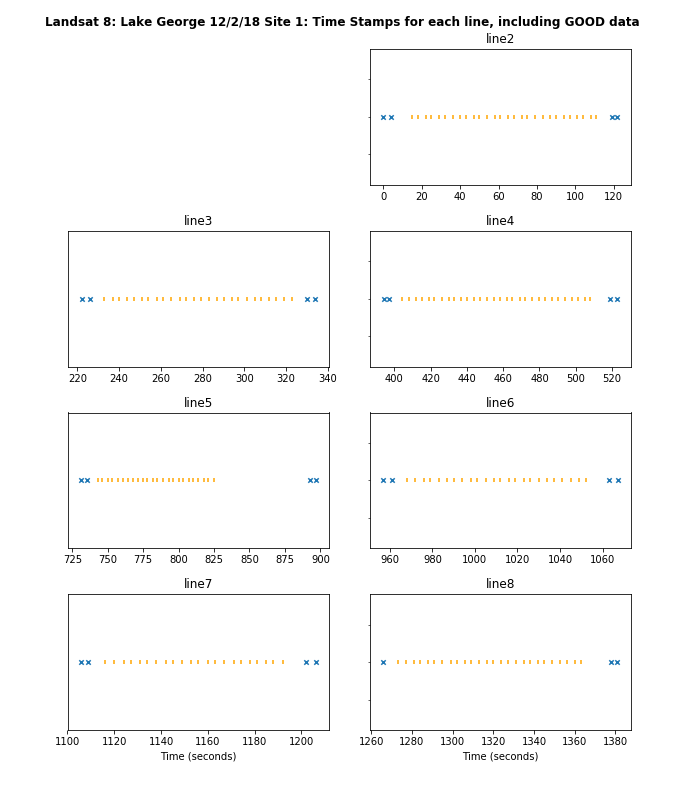 Landsat 8: Lake George 12/2/18 Site 1: Time Stamps for each line, including GOOD data
line2
0 20 40 60 80 100 120
line3 line4
220 240 260 280 300 320 340 400 420 440 460 480 500 520
line5 line6
725 750 775 800 825 850 875 900 960 980 1000 1020 1040 1060
line7 line8
1100 1120 1140 1160 1180 1200 1260 1280 1300 1320 1340 1360 1380
Time (seconds) Time (seconds)